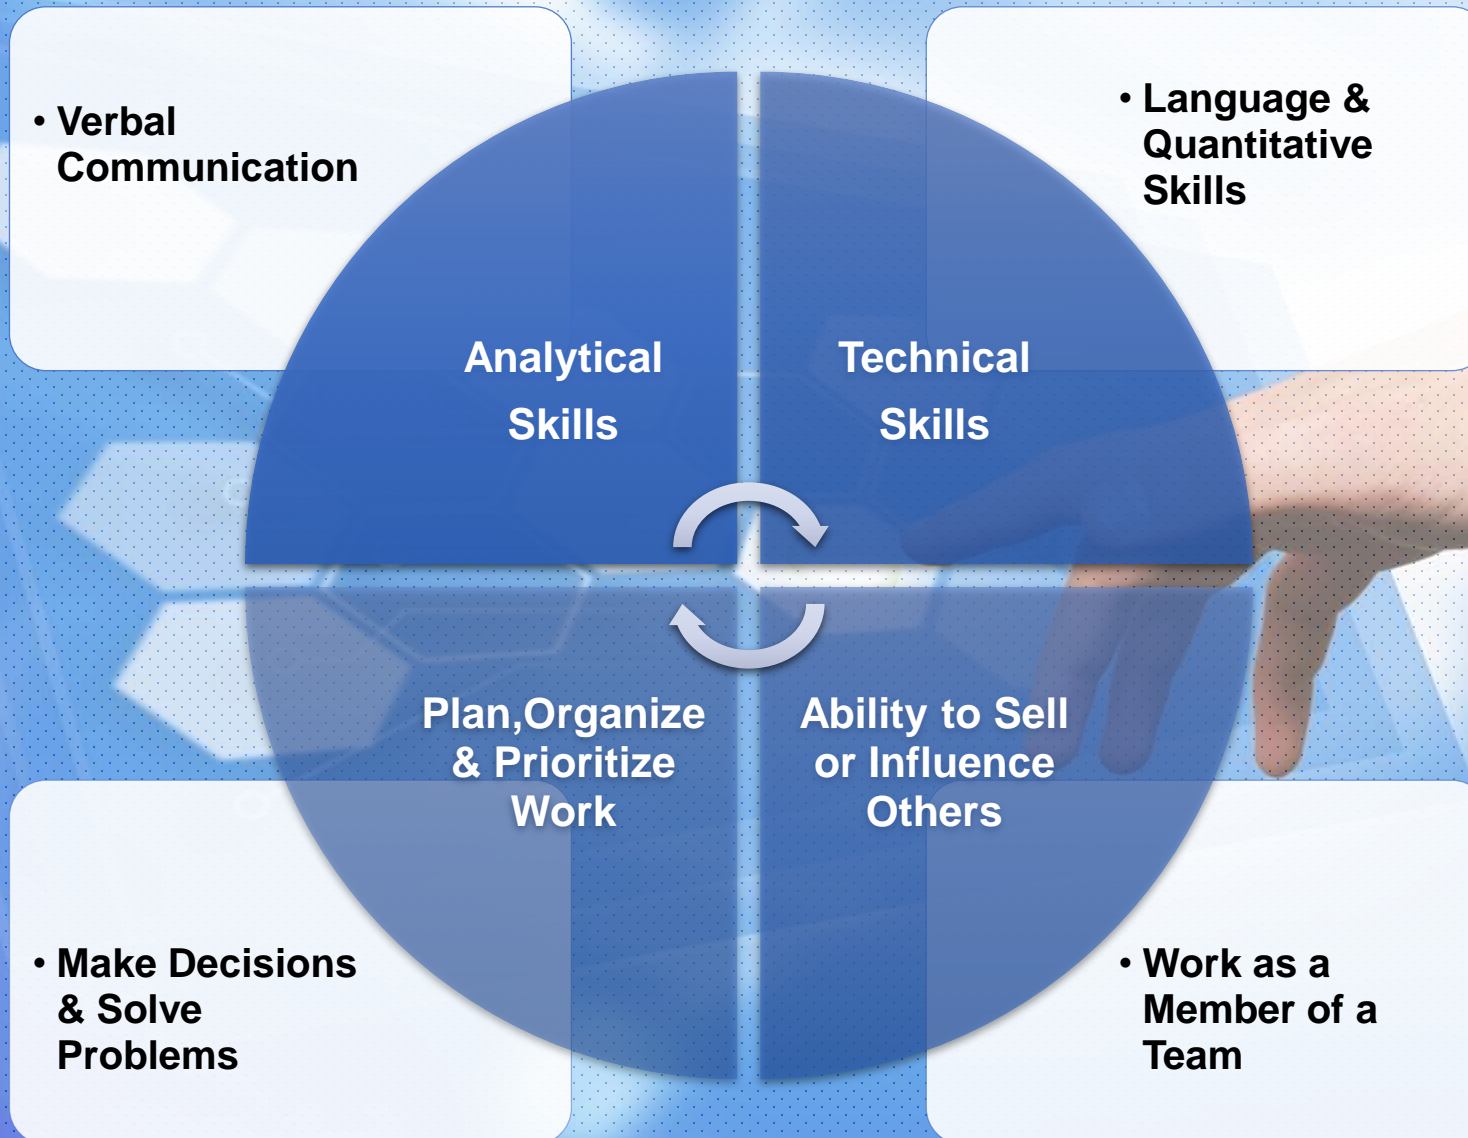 • Verbal
Communication
• Language &
Quantitative
Skills
Analytical
Skills
Technical
Skills
Plan,Organize
& Prioritize
Work
Ability to Sell
or Influence
Others
• Make Decisions
& Solve
Problems
• Work as a
Member of a
Team